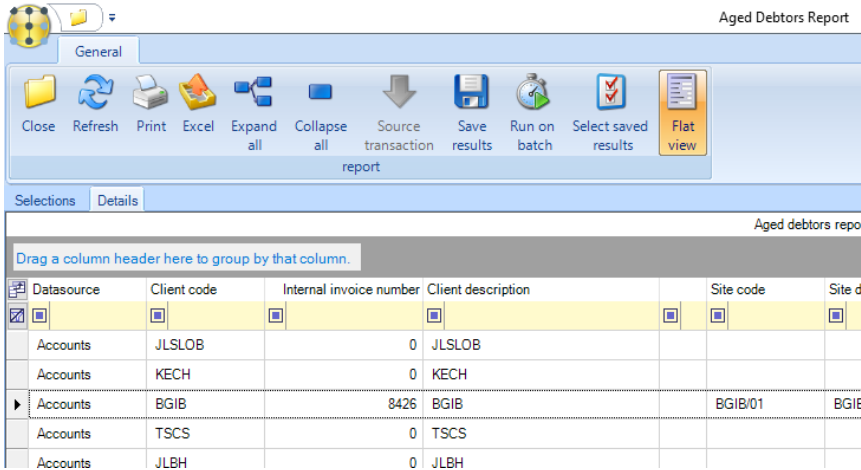 Aged Debtors Report
General
Close Refresh Print Excel Expand all Collapse all Source transaction Save results Run on batch Select saved results Flat view
report
Selections Details
Aged debtors repo
Drag a column header here to group by that column.
Datasource Client code Internal invoice number Client description Site code Site d
Accounts JLSLOB 0 JLSLOB
Accounts KECH 0 KECH
Accounts BGIB 8426 BGIB BGIB/01 BGIB
Accounts TSCS 0 TSCS
Accounts JLBH 0 JLBH